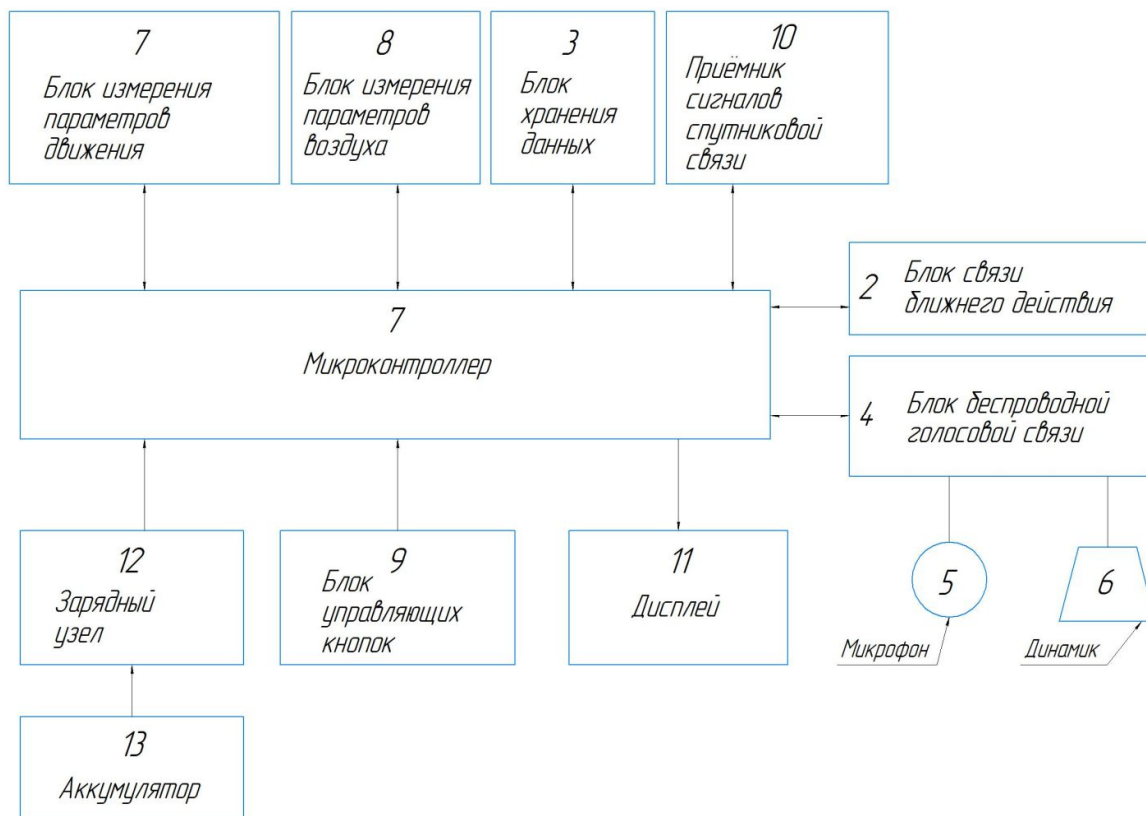 7
Блок измерения
параметров
движения
8
Блок измерения
параметров
воздуха
3
Блок
хранения
данных
10
Приёмник
сигналов
спутниковой
связи
2
Блок связи
ближнего действия
7
Микроконтроллер
4
Блок беспроводной
голосовой связи
12
Зарядный
узел
9
Блок
управляющих
кнопок
11
Дисплей
5
Микрофон
6
Динамик
13
Аккумулятор